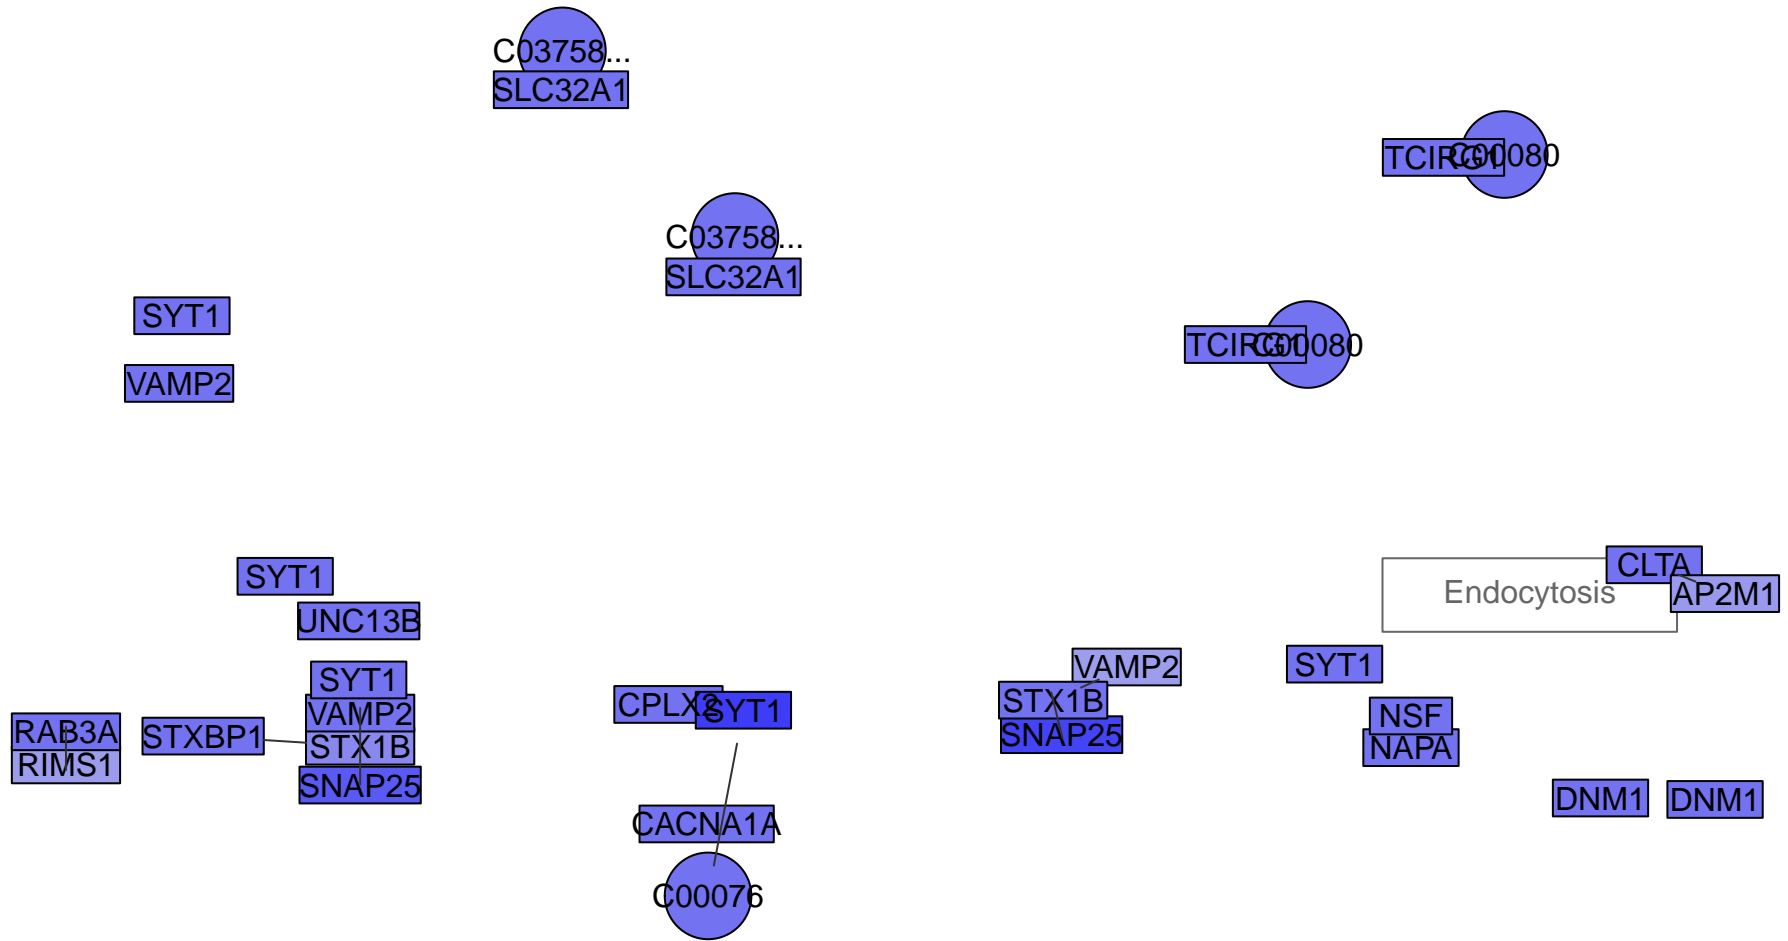 C03758...
SLC32A1
TCIRG1
C00080
C03758...
SLC32A1
SYT1
TCIRG1
C00080
VAMP2
SYT1
CLTA
Endocytosis
AP2M1
UNC13B
SYT1
VAMP2
SYT1
CPLX2
SYT1
STX1B
VAMP2
NSF
RAB3A
STXBP1
STX1B
SNAP25
NAPA
RIMS1
SNAP25
DNM1
DNM1
CACNA1A
C00076